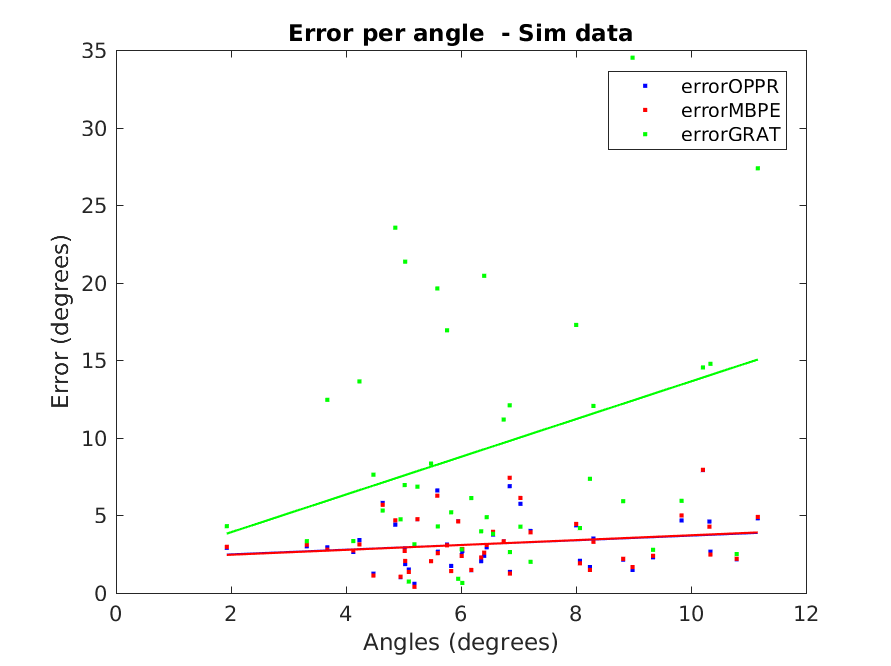 Error per angle  - Sim data
35
30
25
20
15
10
5
0
Error (degrees)
errorOPPR
errorMBPE
errorGRAT
0 2 4 6 8 10 12
Angles (degrees)